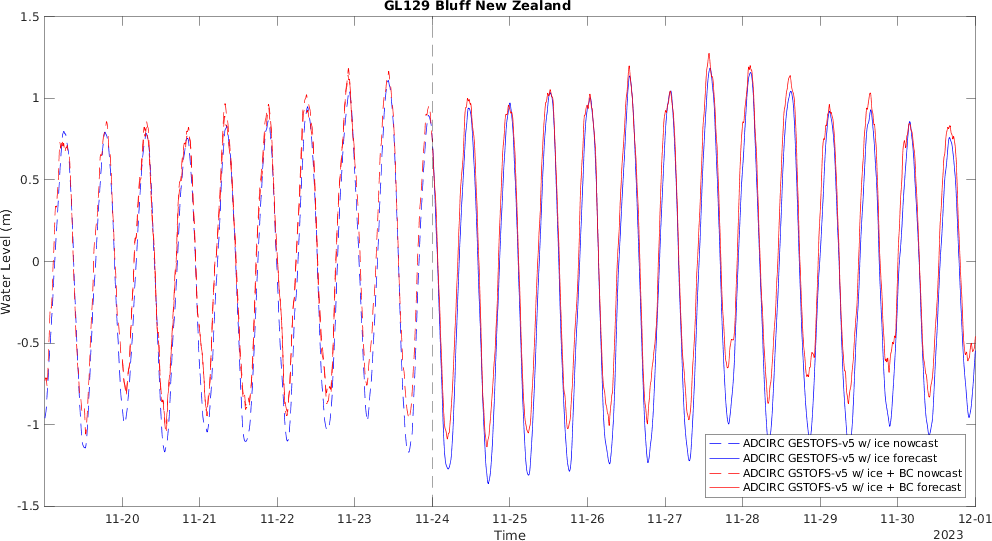 GL129 Bluff New Zealand
1.5
1
0.5
0
-0.5
-1
-1.5
Water Level (m)
11-20
11-21
11-22
11-23
11-24
11-25
11-26
11-27
11-28
11-29
11-30
12-01
Time
2023
ADCIRC GESTOFS-v5 w/ ice nowcast
ADCIRC GESTOFS-v5 w/ ice forecast
ADCIRC GSTOFS-v5 w/ ice + BC nowcast
ADCIRC GSTOFS-v5 w/ ice + BC forecast